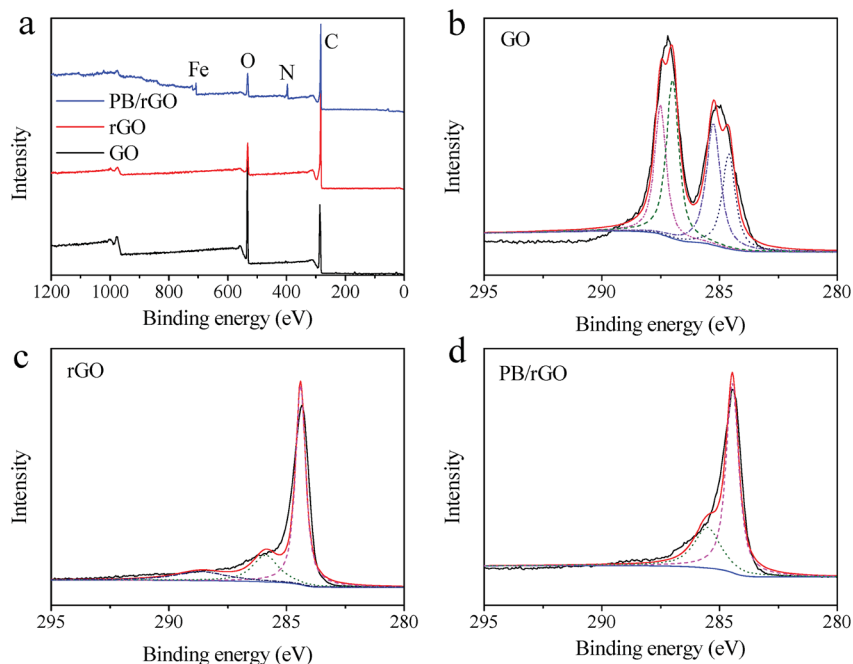 a
Fe
O
N
C
PB/rGO
rGO
GO
Intensity
1200 1000 800 600 400 200 0
Binding energy (eV)
b
GO
Intensity
295 290 285 280
Binding energy (eV)
c
rGO
Intensity
295 290 285 280
Binding energy (eV)
d
PB/rGO
Intensity
295 290 285 280
Binding energy (eV)